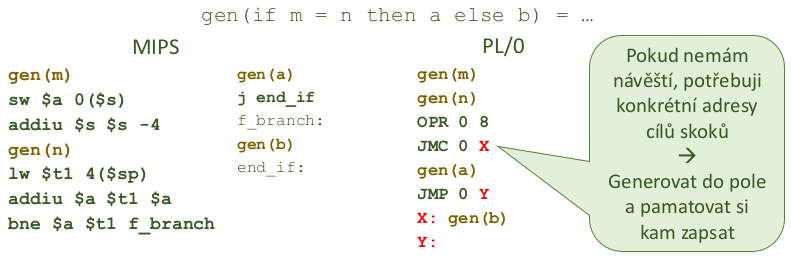 gen(if m = n then a else b) = …
MIPS
gen(m)
sw $a 0($s)
addiu $s $s -4
gen(n)
lw $t1 4($sp)
addiu $a $t1 $a
bne $a $t1 f_branch
gen(a)
j end_if
f_branch:
gen(b)
end_if:
PL/0
gen(m)
gen(n)
OPR 0 8
JMC 0 X
gen(a)
JMP 0 Y
X: gen(b)
Y:
Pokud nemám
návěští, potřebuji
konkrétní adresy
cílů skoků
→
Generovat do pole
a pamatovat si
kam zapsat